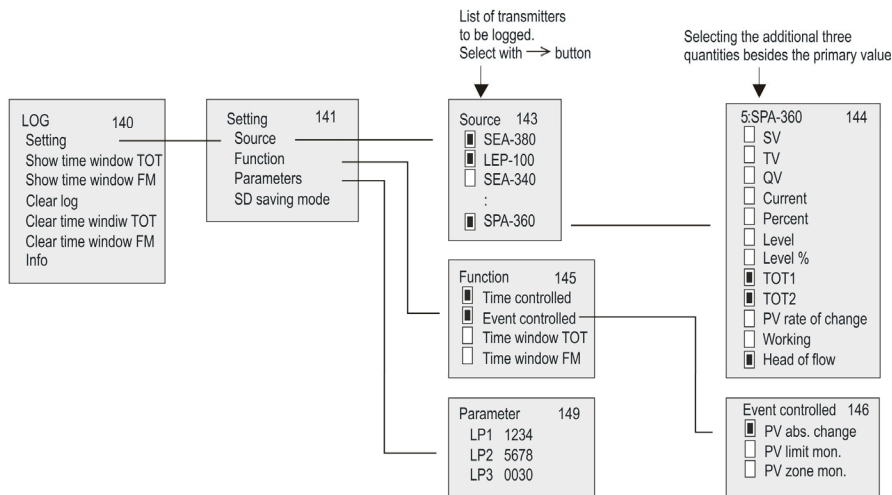 List of transmitters
to be logged.
Select with → button
Selecting the additional three
quantities besides the primary value
LOG 140
Setting
Show time window TOT
Show time window FM
Clear log
Clear time windiw TOT
Clear time window FM
Info
Setting 141
Source
Function
Parameters
SD saving mode
Source 143
SEA-380
LEP-100
SEA-340
:
SPA-360
5:SPA-360 144
SV
TV
QV
Current
Percent
Level
Level %
TOT1
TOT2
PV rate of change
Working
Head of flow
Function 145
Time controlled
Event controlled
Time window TOT
Time window FM
Parameter 149
LP1 1234
LP2 5678
LP3 0030
Event controlled 146
PV abs. change
PV limit mon.
PV zone mon.